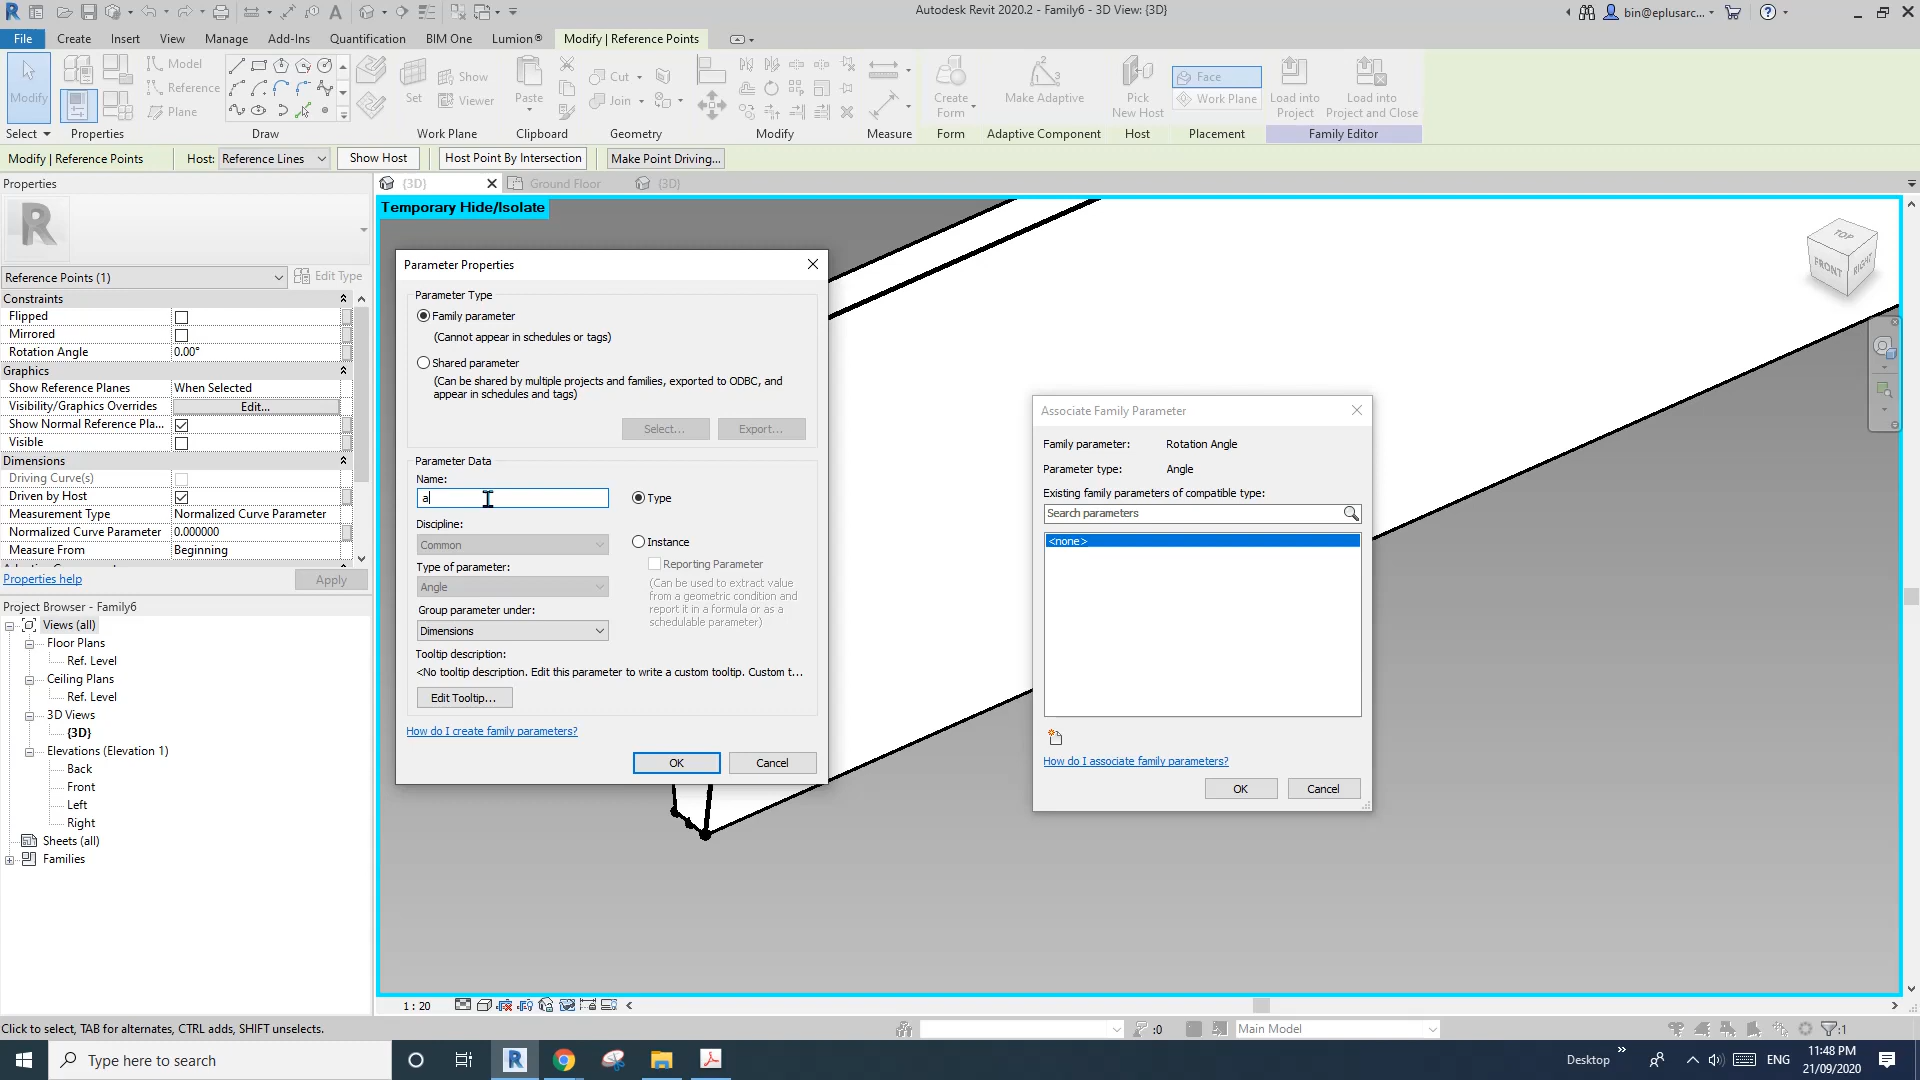 Autodesk Revit 2020.2 - Family6 - 3D View: {3D}
bin@eplusarc...
File Create Insert View Manage Add-Ins Quantification BIM One Lumion® Modify | Reference Points
Modify
Model
Reference
Plane
Set
Show
Viewer
Paste
Cut
Join
Create
Form
Make Adaptive
Pick
New Host
Face
Work Plane
Load into
Project
Load into
Project and Close
Select Properties Draw Work Plane Clipboard Geometry Modify Measure Form Adaptive Component Host Placement Family Editor
Modify | Reference Points Host: Reference Lines Show Host Host Point By Intersection Make Point Driving...
Properties
{3D} Ground Floor {3D}
Temporary Hide/Isolate
R
Reference Points (1) Edit Type
Constraints
Flipped
Mirrored
Rotation Angle 0.00°
Graphics
Show Reference Planes When Selected
Visibility/Graphics Overrides Edit...
Show Normal Reference Pla...
Visible
Dimensions
Driving Curve(s)
Driven by Host
Measurement Type Normalized Curve Parameter
Normalized Curve Parameter 0.000000
Measure From Beginning
Properties help Apply
Project Browser - Family6
Views (all)
Floor Plans
Ref. Level
Ceiling Plans
Ref. Level
3D Views
{3D}
Elevations (Elevation 1)
Back
Front
Left
Right
Sheets (all)
Families
Parameter Properties
Parameter Type
Family parameter
(Cannot appear in schedules or tags)
Shared parameter
(Can be shared by multiple projects and families, exported to ODBC, and
appear in schedules and tags)
Select... Export...
Parameter Data
Name:
a
Type
Discipline:
Common
Instance
Reporting Parameter
Type of parameter:
Angle
(Can be used to extract value
from a geometric condition and
report it in a formula or as a
schedulable parameter)
Group parameter under:
Dimensions
Tooltip description:
<No tooltip description. Edit this parameter to write a custom tooltip. Custom t...
Edit Tooltip...
How do I create family parameters?
OK Cancel
Associate Family Parameter
Family parameter: Rotation Angle
Parameter type: Angle
Existing family parameters of compatible type:
Search parameters
<none>
How do I associate family parameters?
OK Cancel
TOP
FRONT
RIGHT
1 : 20
Click to select, TAB for alternates, CTRL adds, SHIFT unselects.
:0
Main Model
:1
Type here to search
Desktop
ENG
11:48 PM
21/09/2020